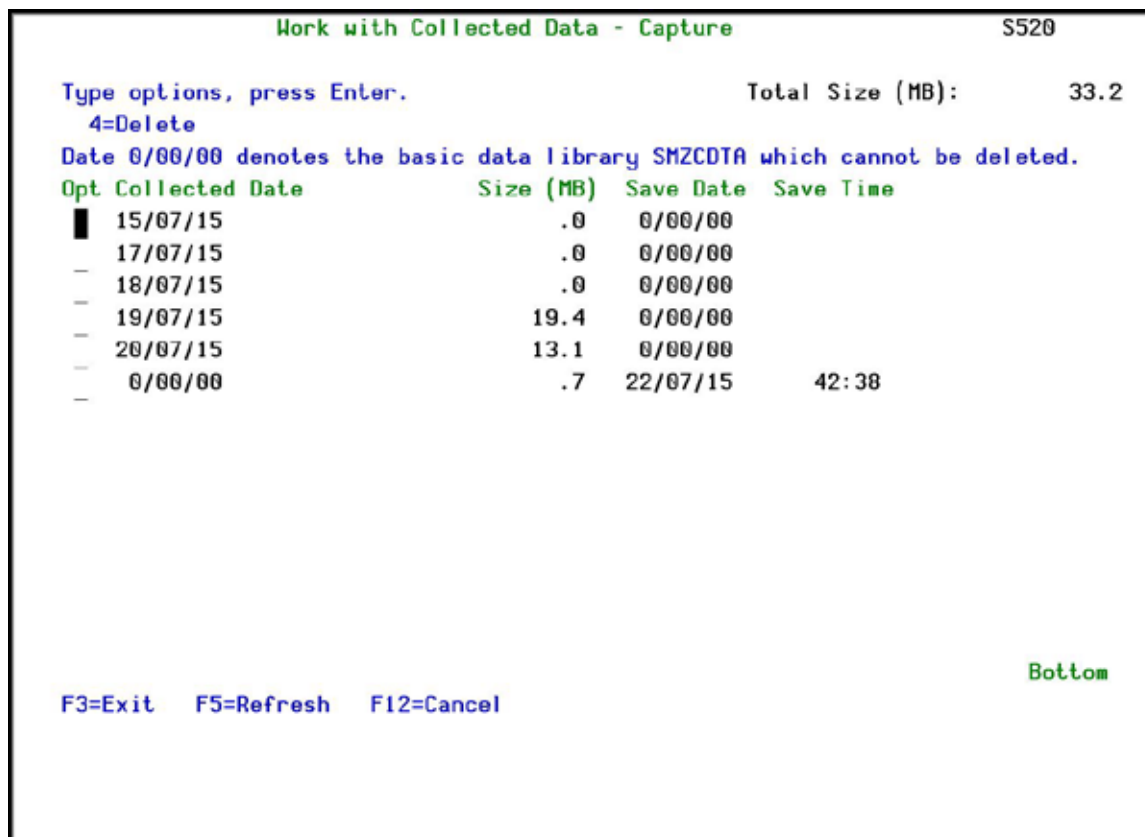 Work with Collected Data - Capture S520
Type options, press Enter. Total Size (MB): 33.2
4=Delete
Date 0/00/00 denotes the basic data library SMZCDTA which cannot be deleted.
Opt Collected Date Size (MB) Save Date Save Time
15/07/15 .0 0/00/00
_ 17/07/15 .0 0/00/00
_ 18/07/15 .0 0/00/00
_ 19/07/15 19.4 0/00/00
_ 20/07/15 13.1 0/00/00
_ 0/00/00 .7 22/07/15 42:38
Bottom
F3=Exit F5=Refresh F12=Cancel